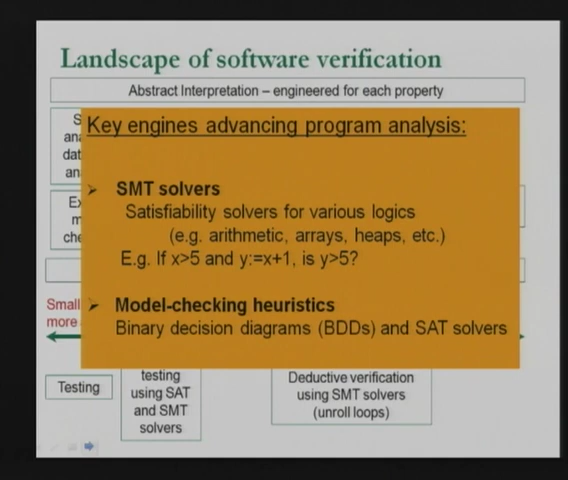 Landscape of software verification
Abstract Interpretation – engineered for each property
Key engines advancing program analysis:
➢ SMT solvers
Satisfiability solvers for various logics
(e.g. arithmetic, arrays, heaps, etc.)
E.g. If x>5 and y:=x+1, is y>5?
➢ Model-checking heuristics
Binary decision diagrams (BDDs) and SAT solvers
Small
more
Testing
testing
using SAT
and SMT
solvers
Deductive verification
using SMT solvers
(unroll loops)